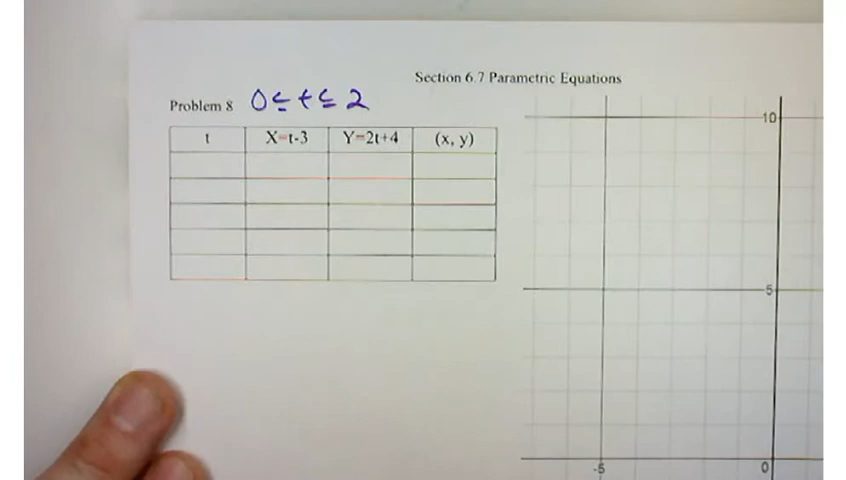 Section 6.7 Parametric Equations
Problem 8 0 ≤ t ≤ 2
t X=t-3 Y=2t+4 (x, y)
10
5
-5 0